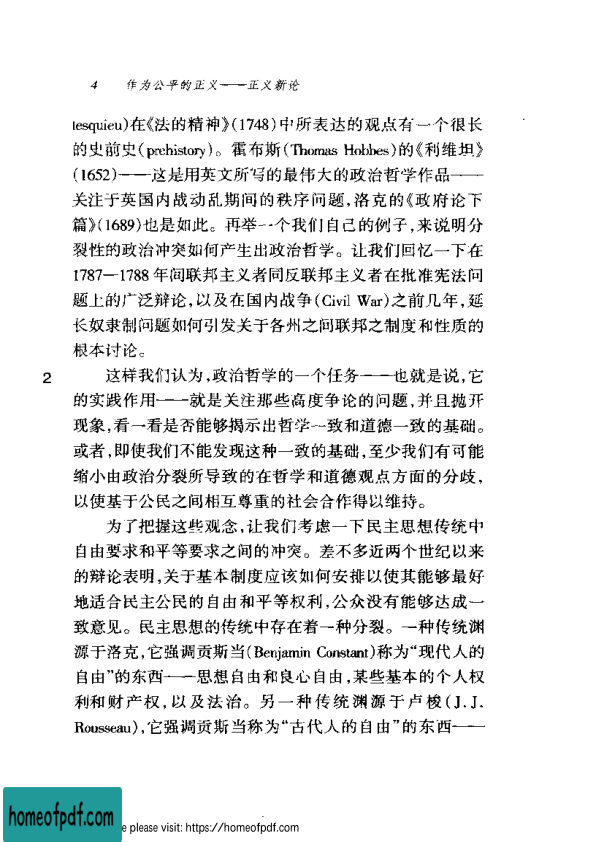 4 作为公平的正义——正义新论
tesquieu)在《法的精神》(1748)中所表达的观点有一个很长
的史前史(prehistory)。霍布斯(Thomas Hobbes)的《利维坦》
(1652)——这是用英文所写的最伟大的政治哲学作品——
关注于英国内战动乱期间的秩序问题,洛克的《政府论下
篇》(1689)也是如此。再举一个我们自己的例子,来说明分
裂性的政治冲突如何产生出政治哲学。让我们回忆一下在
1787—1788年间联邦主义者同反联邦主义者在批准宪法问
题上的广泛辩论,以及在国内战争(Civil War)之前几年,延
长奴隶制问题如何引发关于各州之间联邦之制度和性质的
根本讨论。
2 这样我们认为,政治哲学的一个任务——也就是说,它
的实践作用——就是关注那些高度争论的问题,并且抛开
现象,看一看是否能够揭示出哲学一致和道德一致的基础。
或者,即使我们不能发现这种一致的基础,至少我们有可能
缩小由政治分裂所导致的在哲学和道德观点方面的分歧,
以使基于公民之间相互尊重的社会合作得以维持。
为了把握这些观念,让我们考虑一下民主思想传统中
自由要求和平等要求之间的冲突。差不多近两个世纪以来
的辩论表明,关于基本制度应该如何安排以使其能够最好
地适合民主公民的自由和平等权利,公众没有能够达成一
致意见。民主思想的传统中存在着一种分裂。一种传统渊
源于洛克,它强调贡斯当(Benjamin Constant)称为“现代人的
自由”的东西——思想自由和良心自由,某些基本的个人权
利和财产权,以及法治。另一种传统渊源于卢梭(J.J.
Rousseau),它强调贡斯当称为“古代人的自由”的东西——
homeofpdf.com
e please visit: https://homeofpdf.com